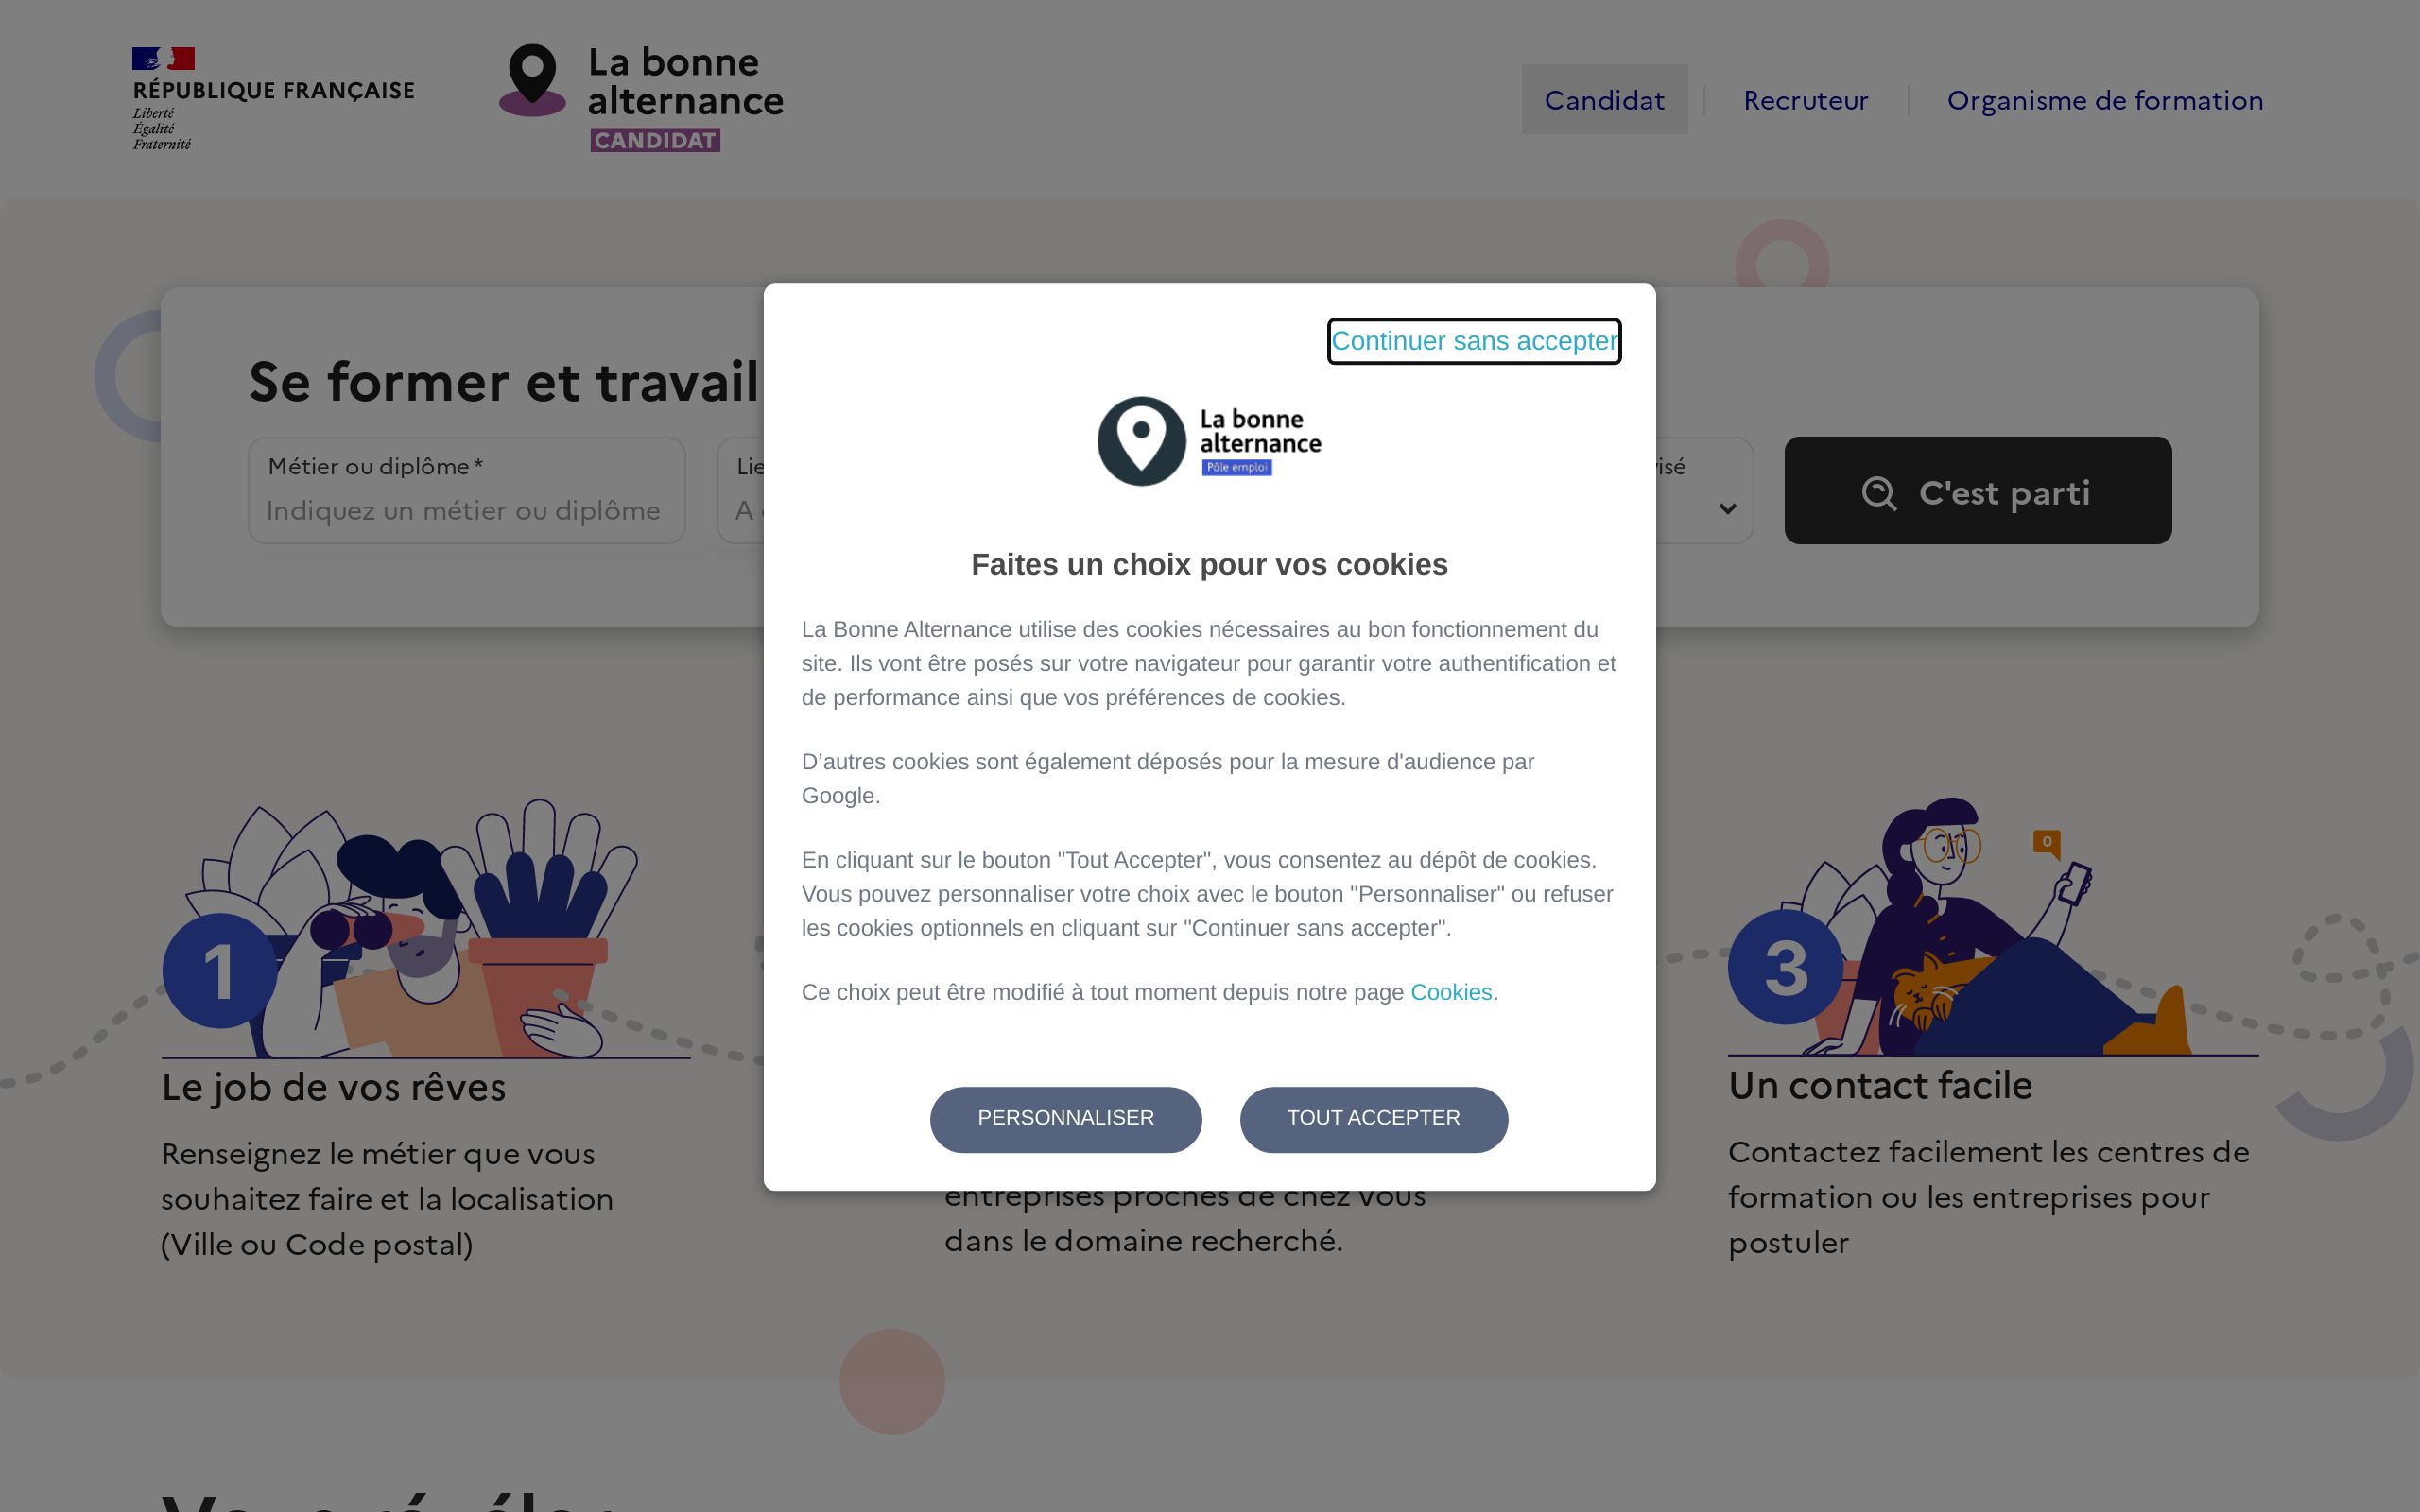 RÉPUBLIQUE FRANÇAISE
Liberté
Égalité
Fraternité
La bonne
alternance
CANDIDAT
Candidat
Recruteur
Organisme de formation
Se former et travail
Métier ou diplôme*
Indiquez un métier ou diplôme
C'est parti
Continuer sans accepter
La bonne
alternance
Pôle emploi
Faites un choix pour vos cookies
La Bonne Alternance utilise des cookies nécessaires au bon fonctionnement du
site. Ils vont être posés sur votre navigateur pour garantir votre authentification et
de performance ainsi que vos préférences de cookies.
D’autres cookies sont également déposés pour la mesure d'audience par
Google.
En cliquant sur le bouton "Tout Accepter", vous consentez au dépôt de cookies.
Vous pouvez personnaliser votre choix avec le bouton "Personnaliser" ou refuser
les cookies optionnels en cliquant sur "Continuer sans accepter".
Ce choix peut être modifié à tout moment depuis notre page Cookies.
PERSONNALISER
TOUT ACCEPTER
1
Le job de vos rêves
Renseignez le métier que vous
souhaitez faire et la localisation
(Ville ou Code postal)
entreprises proches de chez vous
dans le domaine recherché.
0
3
Un contact facile
Contactez facilement les centres de
formation ou les entreprises pour
postuler